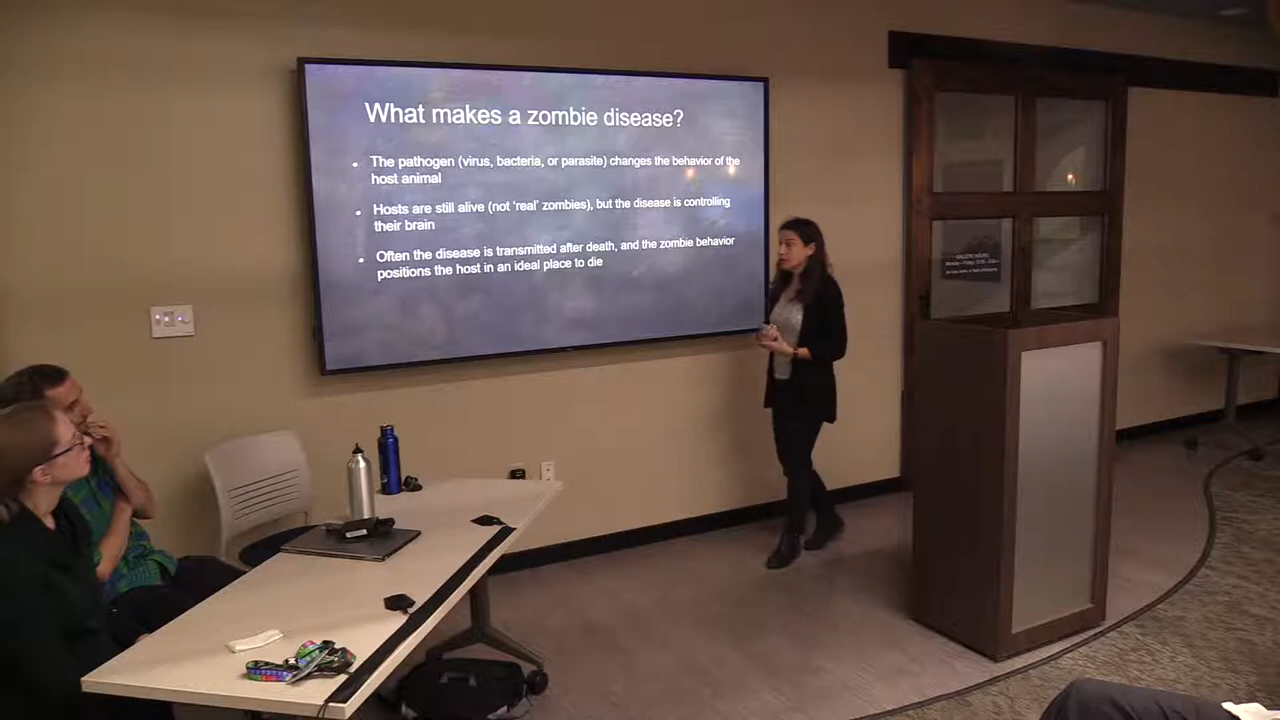 What makes a zombie disease?
• The pathogen (virus, bacteria, or parasite) changes the behavior of the
host animal
• Hosts are still alive (not 'real' zombies), but the disease is controlling
their brain
• Often the disease is transmitted after death, and the zombie behavior
positions the host in an ideal place to die
GALLERY HOURS